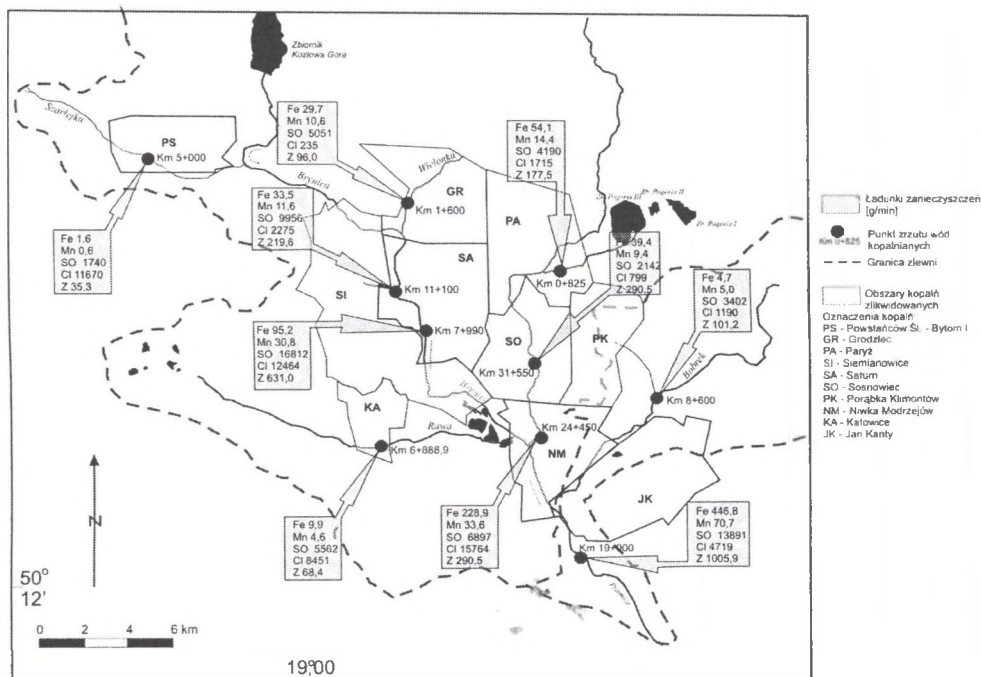 Zbiornik
Kozłowa Góra
Szarlejka
PS
Km 5+000
Fe 29,7
Mn 10,6
SO 5051
Cl 235
Z 96,0
Brynica
Wielonka
GR
Km 1+600
Fe 54,1
Mn 14,4
SO 4190
Cl 1715
Z 177,5
PA
Zb. Pogoria III
Zb. Pogoria II
Zb. Pogoria I
Fe 1,6
Mn 0,6
SO 1740
Cl 11670
Z 35,3
Fe 33,5
Mn 11,6
SO 9956
Cl 2275
Z 219,6
SA
Km 11+100
Km 0+825
Fe 39,4
Mn 9,4
SO 2142
Cl 799
Z 290,5
Fe 4,7
Mn 5,0
SO 3402
Cl 1190
Z 101,2
SI
Km 7+990
Fe 95,2
Mn 30,8
SO 16812
Cl 12464
Z 631,0
SO
PK
Km 31+550
Bobrek
Km 8+600
KA
Rawa
Km 6+888,9
Km 24+450
NM
JK
Fe 9,9
Mn 4,6
SO 5562
Cl 8451
Z 68,4
Fe 228,9
Mn 33,6
SO 6897
Cl 15764
Z 290,5
Km 19+900
Fe 446,8
Mn 70,7
SO 13891
Cl 4719
Z 1005,9
N
50°
12'
0 2 4 6 km
19°00
Ładunki zanieczyszczeń
[g/min]
Km 0+825
Punkt zrzutu wód
kopalnianych
Granica zlewni
Obszary kopalń
zlikwidowanych
Oznaczenia kopalń
PS - Powstańców Śl. - Bytom I
GR - Grodziec
PA - Paryż
SI - Siemianowice
SA - Saturn
SO - Sosnowiec
PK - Porąbka Klimontów
NM - Niwka Modrzejów
KA - Katowice
JK - Jan Kanty